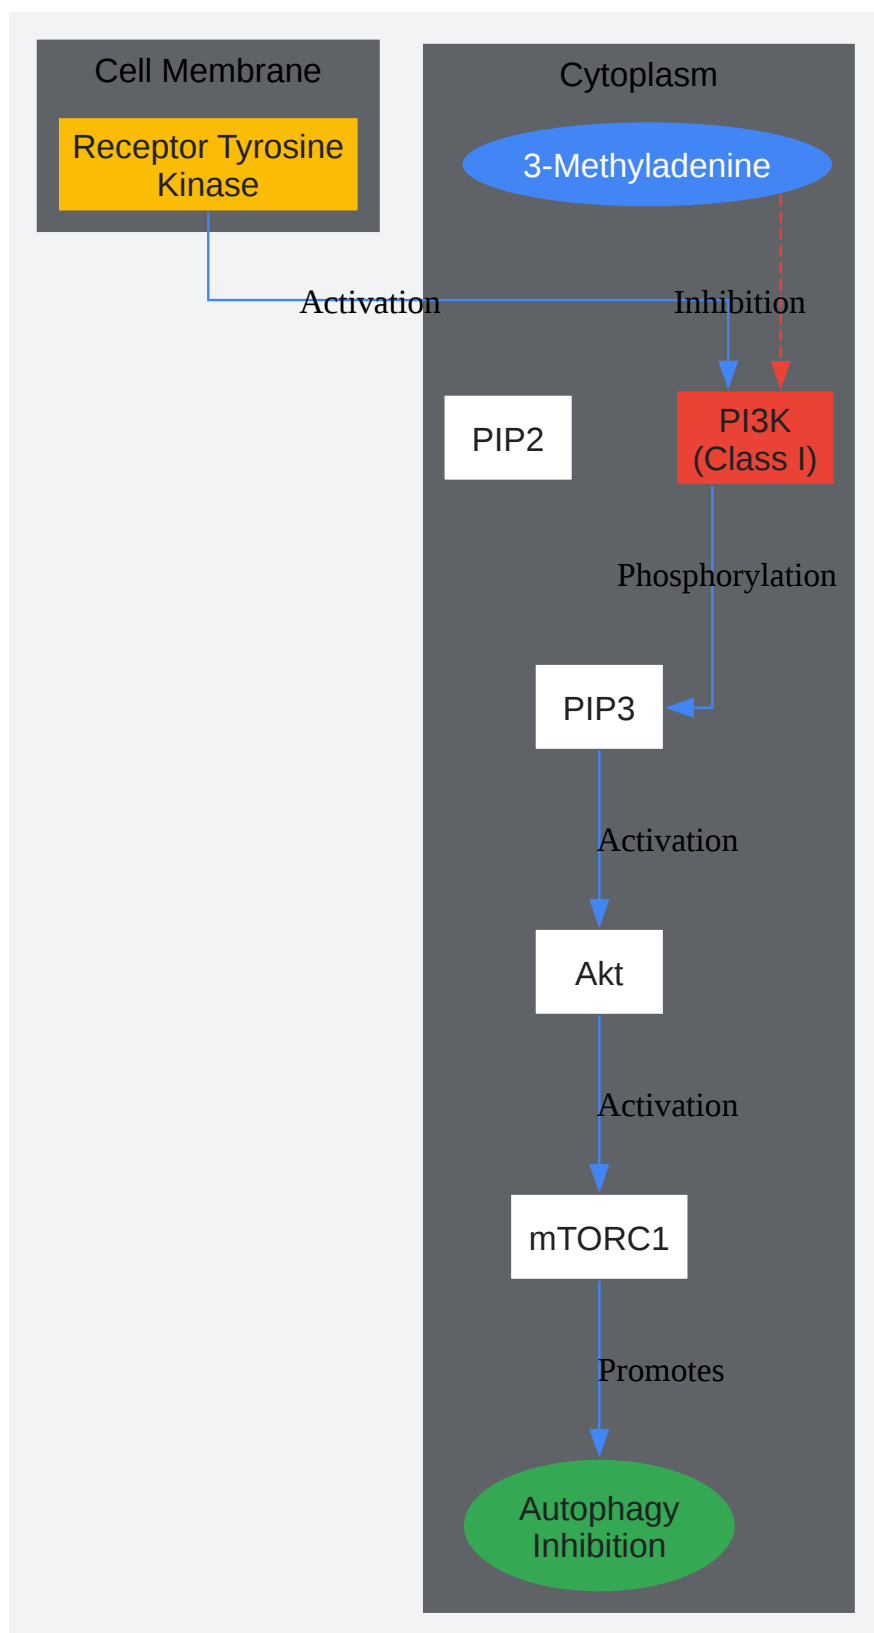 Cell Membrane
Receptor Tyrosine
Kinase
Cytoplasm
3-Methyladenine
Activation
Inhibition
PIP2
PI3K
(Class I)
Phosphorylation
PIP3
Activation
Akt
Activation
mTORC1
Promotes
Autophagy
Inhibition